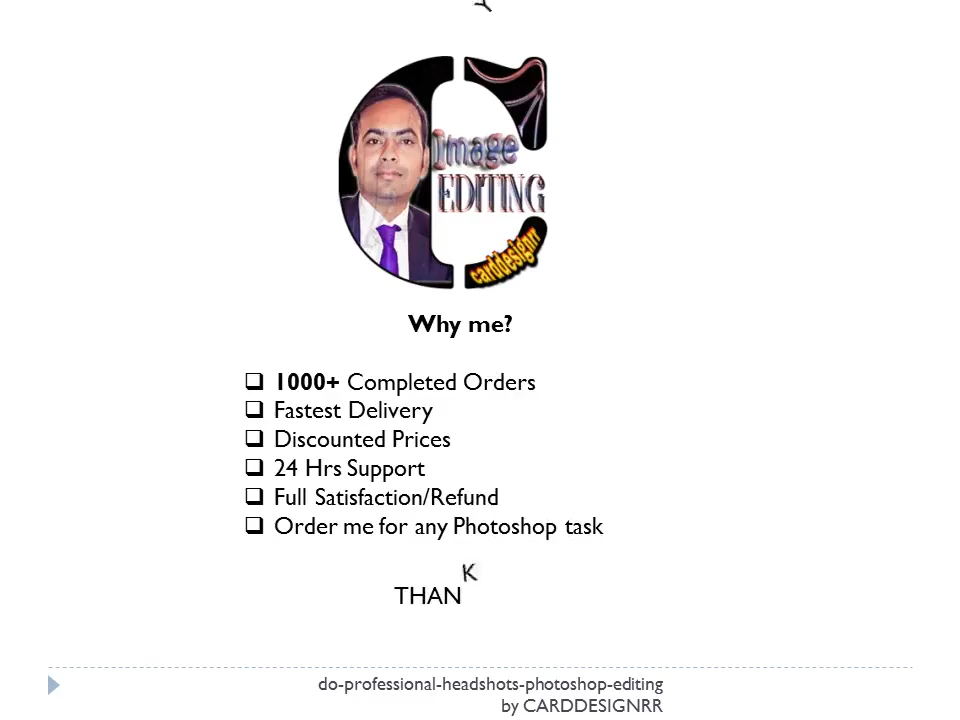 Y
Image
EDITING
carddesignrr
Why me?
❑ 1000+ Completed Orders
❑ Fastest Delivery
❑ Discounted Prices
❑ 24 Hrs Support
❑ Full Satisfaction/Refund
❑ Order me for any Photoshop task
THANK
do-professional-headshots-photoshop-editing
by CARDDESIGNRR